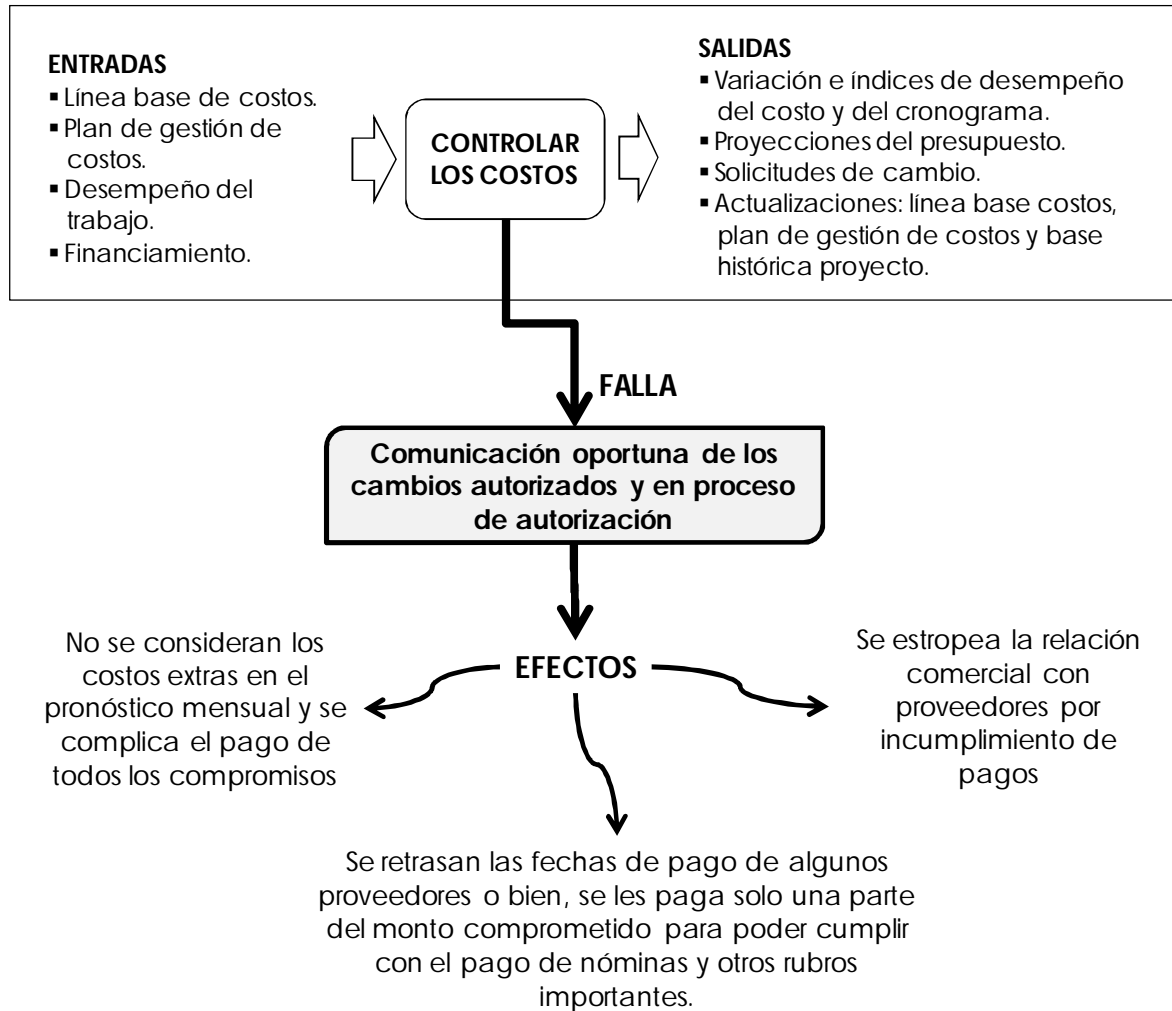 ENTRADAS
▪ Línea base de costos.
▪ Plan de gestión de
costos.
▪ Desempeño del
trabajo.
▪ Financiamiento.
CONTROLAR
LOS COSTOS
SALIDAS
▪ Variación e índices de desempeño
del costo y del cronograma.
▪ Proyecciones del presupuesto.
▪ Solicitudes de cambio.
▪ Actualizaciones: línea base costos,
plan de gestión de costos y base
histórica proyecto.
FALLA
Comunicación oportuna de los
cambios autorizados y en proceso
de autorización
EFECTOS
No se consideran los
costos extras en el
pronóstico mensual y se
complica el pago de
todos los compromisos
Se estropea la relación
comercial con
proveedores por
incumplimiento de
pagos
Se retrasan las fechas de pago de algunos
proveedores o bien, se les paga solo una parte
del monto comprometido para poder cumplir
con el pago de nóminas y otros rubros
importantes.